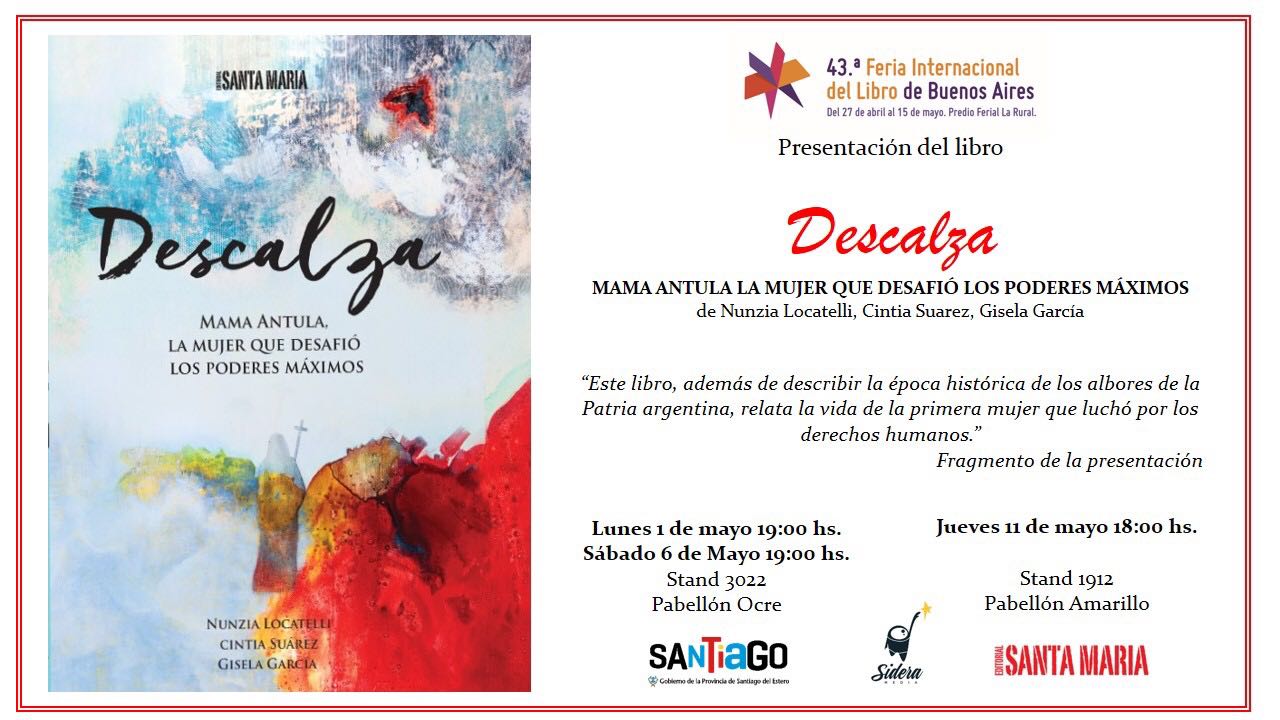 EDITORIAL SANTA MARIA
Descalza
MAMA ANTULA,
LA MUJER QUE DESAFIÓ
LOS PODERES MÁXIMOS
NUNZIA LOCATELLI
CINTIA SUÁREZ
GISELA GARCÍA
43.ª Feria Internacional
del Libro de Buenos Aires
Del 27 de abril al 15 de mayo. Predio Ferial La Rural.
Presentación del libro
Descalza
MAMA ANTULA LA MUJER QUE DESAFIÓ LOS PODERES MÁXIMOS
de Nunzia Locatelli, Cintia Suarez, Gisela García
“Este libro, además de describir la época histórica de los albores de la
Patria argentina, relata la vida de la primera mujer que luchó por los
derechos humanos.”
Fragmento de la presentación
Lunes 1 de mayo 19:00 hs.
Sábado 6 de Mayo 19:00 hs.
Stand 3022
Pabellón Ocre
SANTIAGO
Gobierno de la Provincia de Santiago del Estero
Jueves 11 de mayo 18:00 hs.
Stand 1912
Pabellón Amarillo
Sidera
MEDIA
EDITORIAL SANTA MARIA